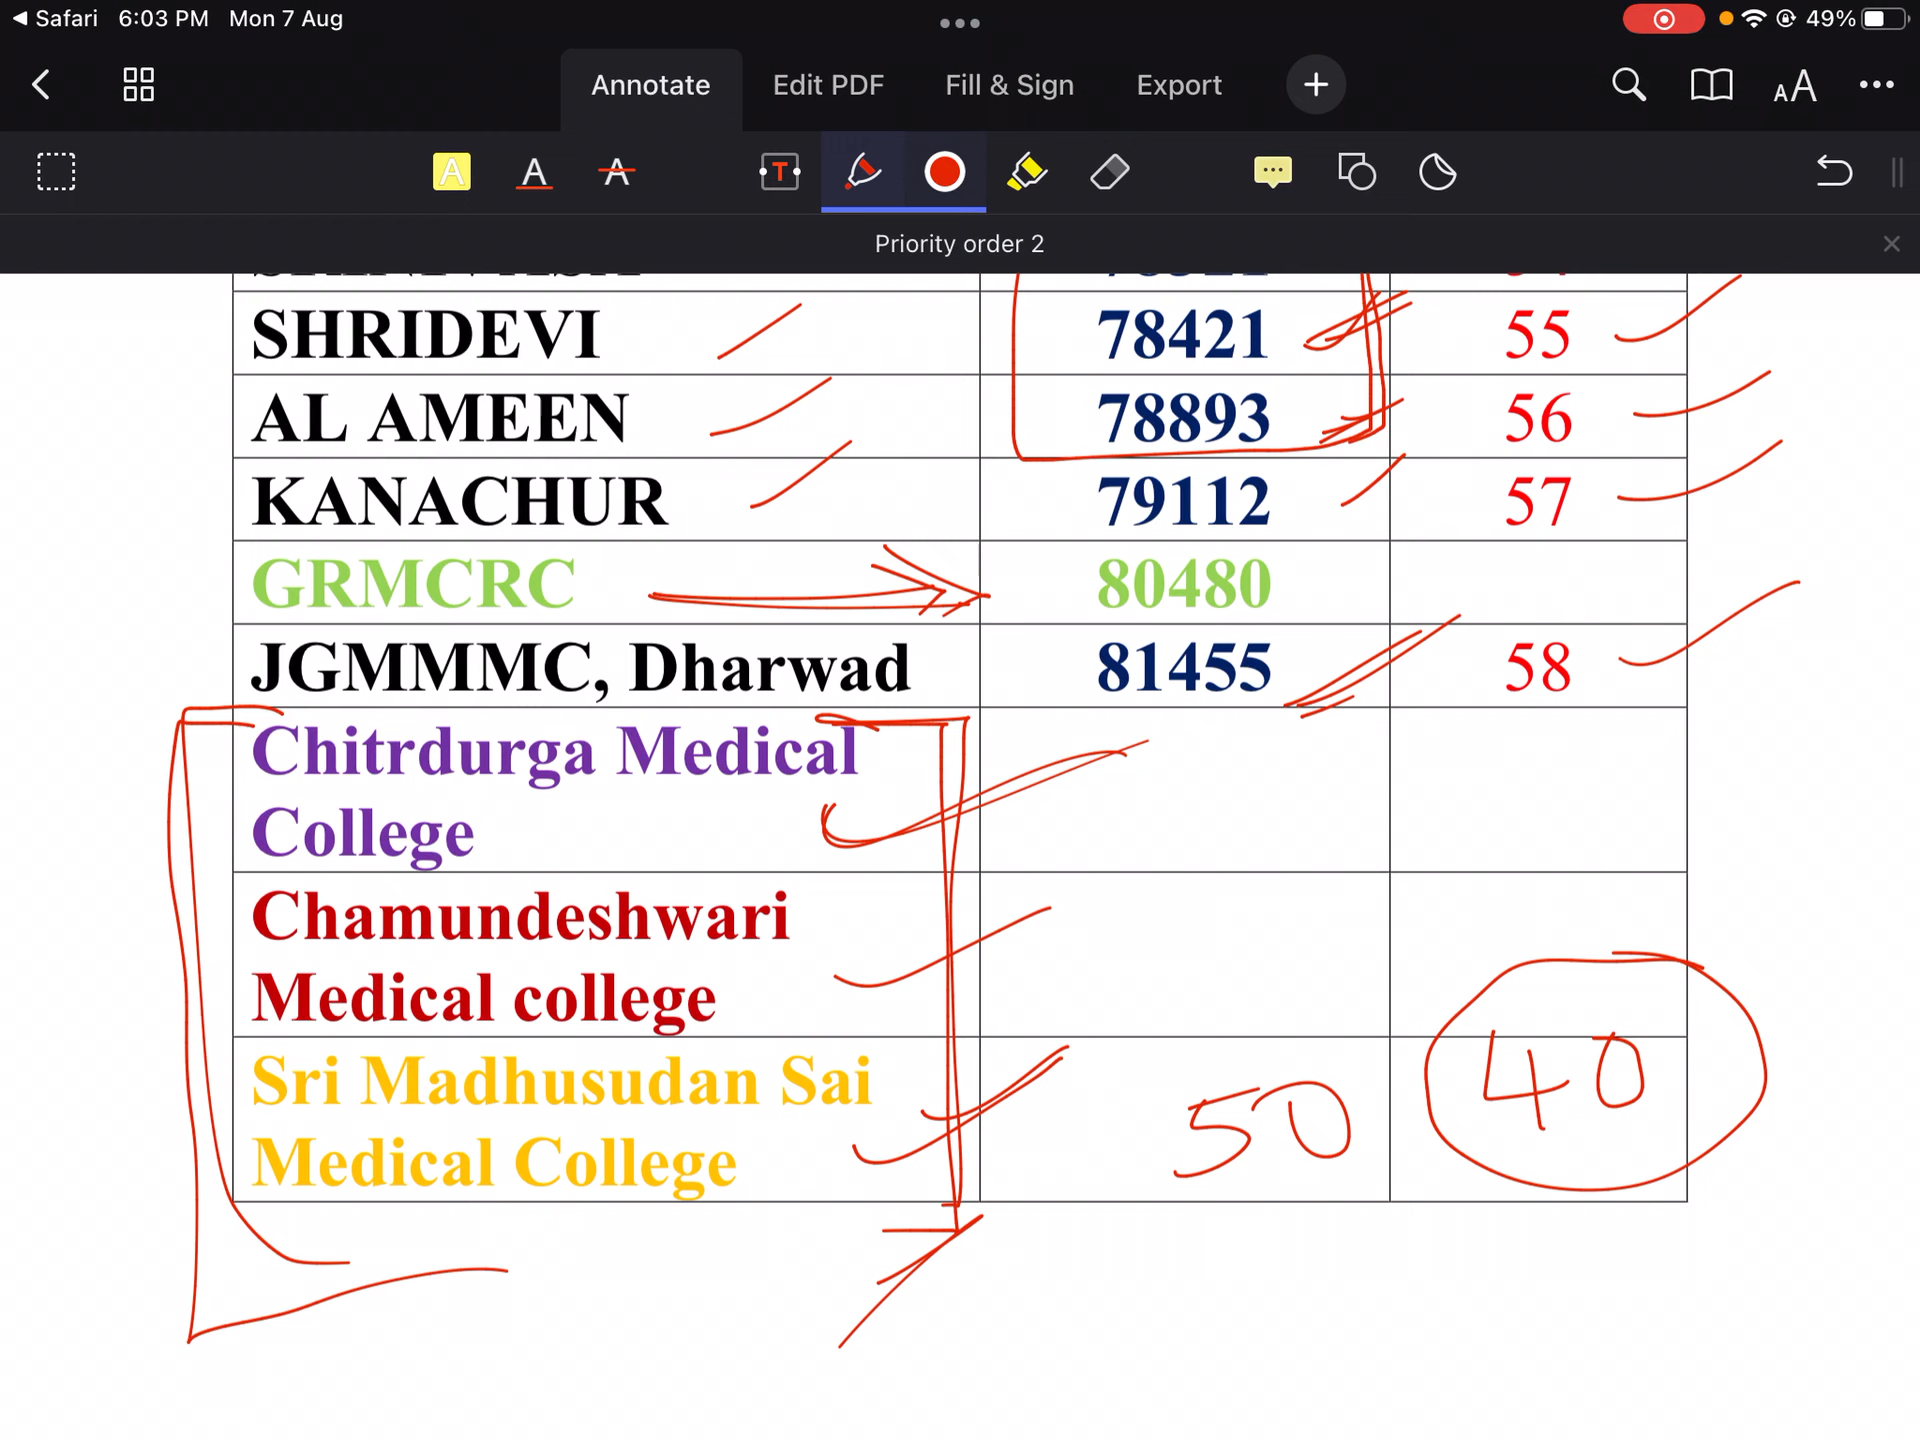 Safari 6:03 PM Mon 7 Aug 49%
Annotate Edit PDF Fill & Sign Export
Priority order 2
SHRIDEVI 78421 55
AL AMEEN 78893 56
KANACHUR 79112 57
GRMCRC 80480
JGMMMC, Dharwad 81455 58
Chitrdurga Medical
College
Chamundeshwari
Medical college
Sri Madhusudan Sai
Medical College
50 40